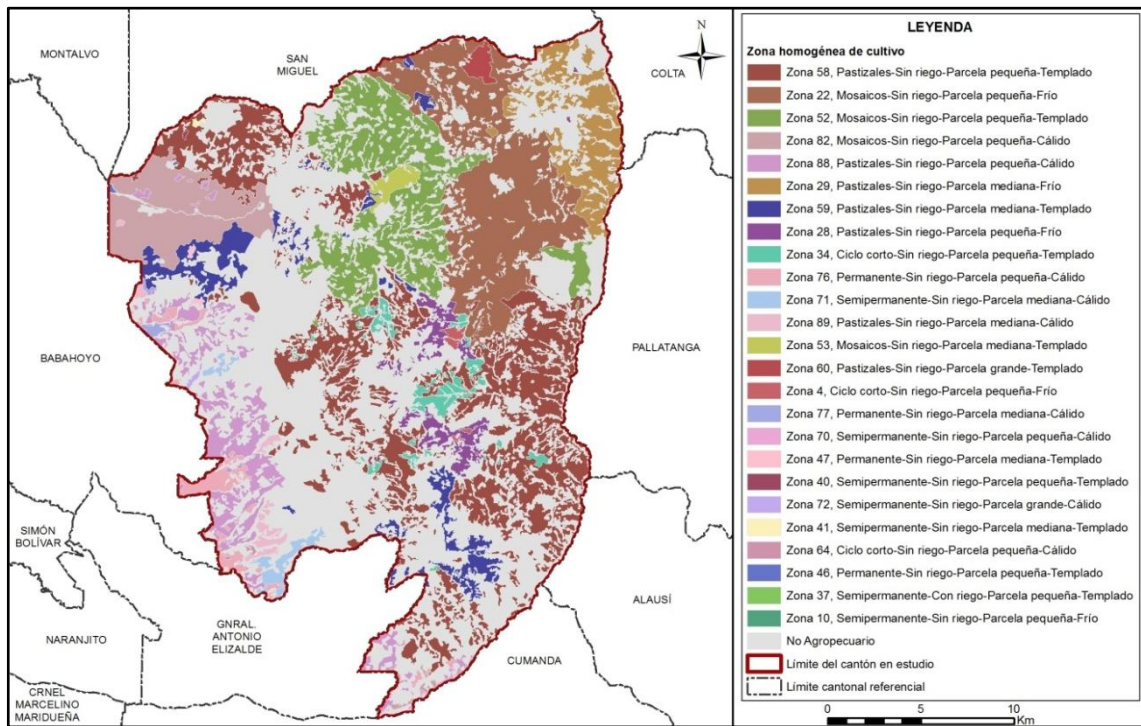 MONTALVO
SAN
MIGUEL
N
COLTA
BABAHOYO
PALLATANGA
SIMÓN
BOLÍVAR
ALAUSÍ
NARANJITO
GNRAL.
ANTONIO
ELIZALDE
CUMANDA
CRNEL
MARCELINO
MARIDUEÑA
LEYENDA
Zona homogénea de cultivo
Zona 58, Pastizales-Sin riego-Parcela pequeña-Templado
Zona 22, Mosaicos-Sin riego-Parcela pequeña-Frío
Zona 52, Mosaicos-Sin riego-Parcela pequeña-Templado
Zona 82, Mosaicos-Sin riego-Parcela pequeña-Cálido
Zona 88, Pastizales-Sin riego-Parcela pequeña-Cálido
Zona 29, Pastizales-Sin riego-Parcela mediana-Frío
Zona 59, Pastizales-Sin riego-Parcela mediana-Templado
Zona 28, Pastizales-Sin riego-Parcela pequeña-Frío
Zona 34, Ciclo corto-Sin riego-Parcela pequeña-Templado
Zona 76, Permanente-Sin riego-Parcela pequeña-Cálido
Zona 71, Semipermanente-Sin riego-Parcela mediana-Cálido
Zona 89, Pastizales-Sin riego-Parcela mediana-Cálido
Zona 53, Mosaicos-Sin riego-Parcela mediana-Templado
Zona 60, Pastizales-Sin riego-Parcela grande-Templado
Zona 4, Ciclo corto-Sin riego-Parcela pequeña-Frío
Zona 77, Permanente-Sin riego-Parcela mediana-Cálido
Zona 70, Semipermanente-Sin riego-Parcela pequeña-Cálido
Zona 47, Permanente-Sin riego-Parcela mediana-Templado
Zona 40, Semipermanente-Sin riego-Parcela pequeña-Templado
Zona 72, Semipermanente-Sin riego-Parcela grande-Cálido
Zona 41, Semipermanente-Sin riego-Parcela mediana-Templado
Zona 64, Ciclo corto-Sin riego-Parcela pequeña-Cálido
Zona 46, Permanente-Sin riego-Parcela pequeña-Templado
Zona 37, Semipermanente-Con riego-Parcela pequeña-Templado
Zona 10, Semipermanente-Sin riego-Parcela pequeña-Frío
No Agropecuario
Límite del cantón en estudio
Límite cantonal referencial
0 5 10
Km